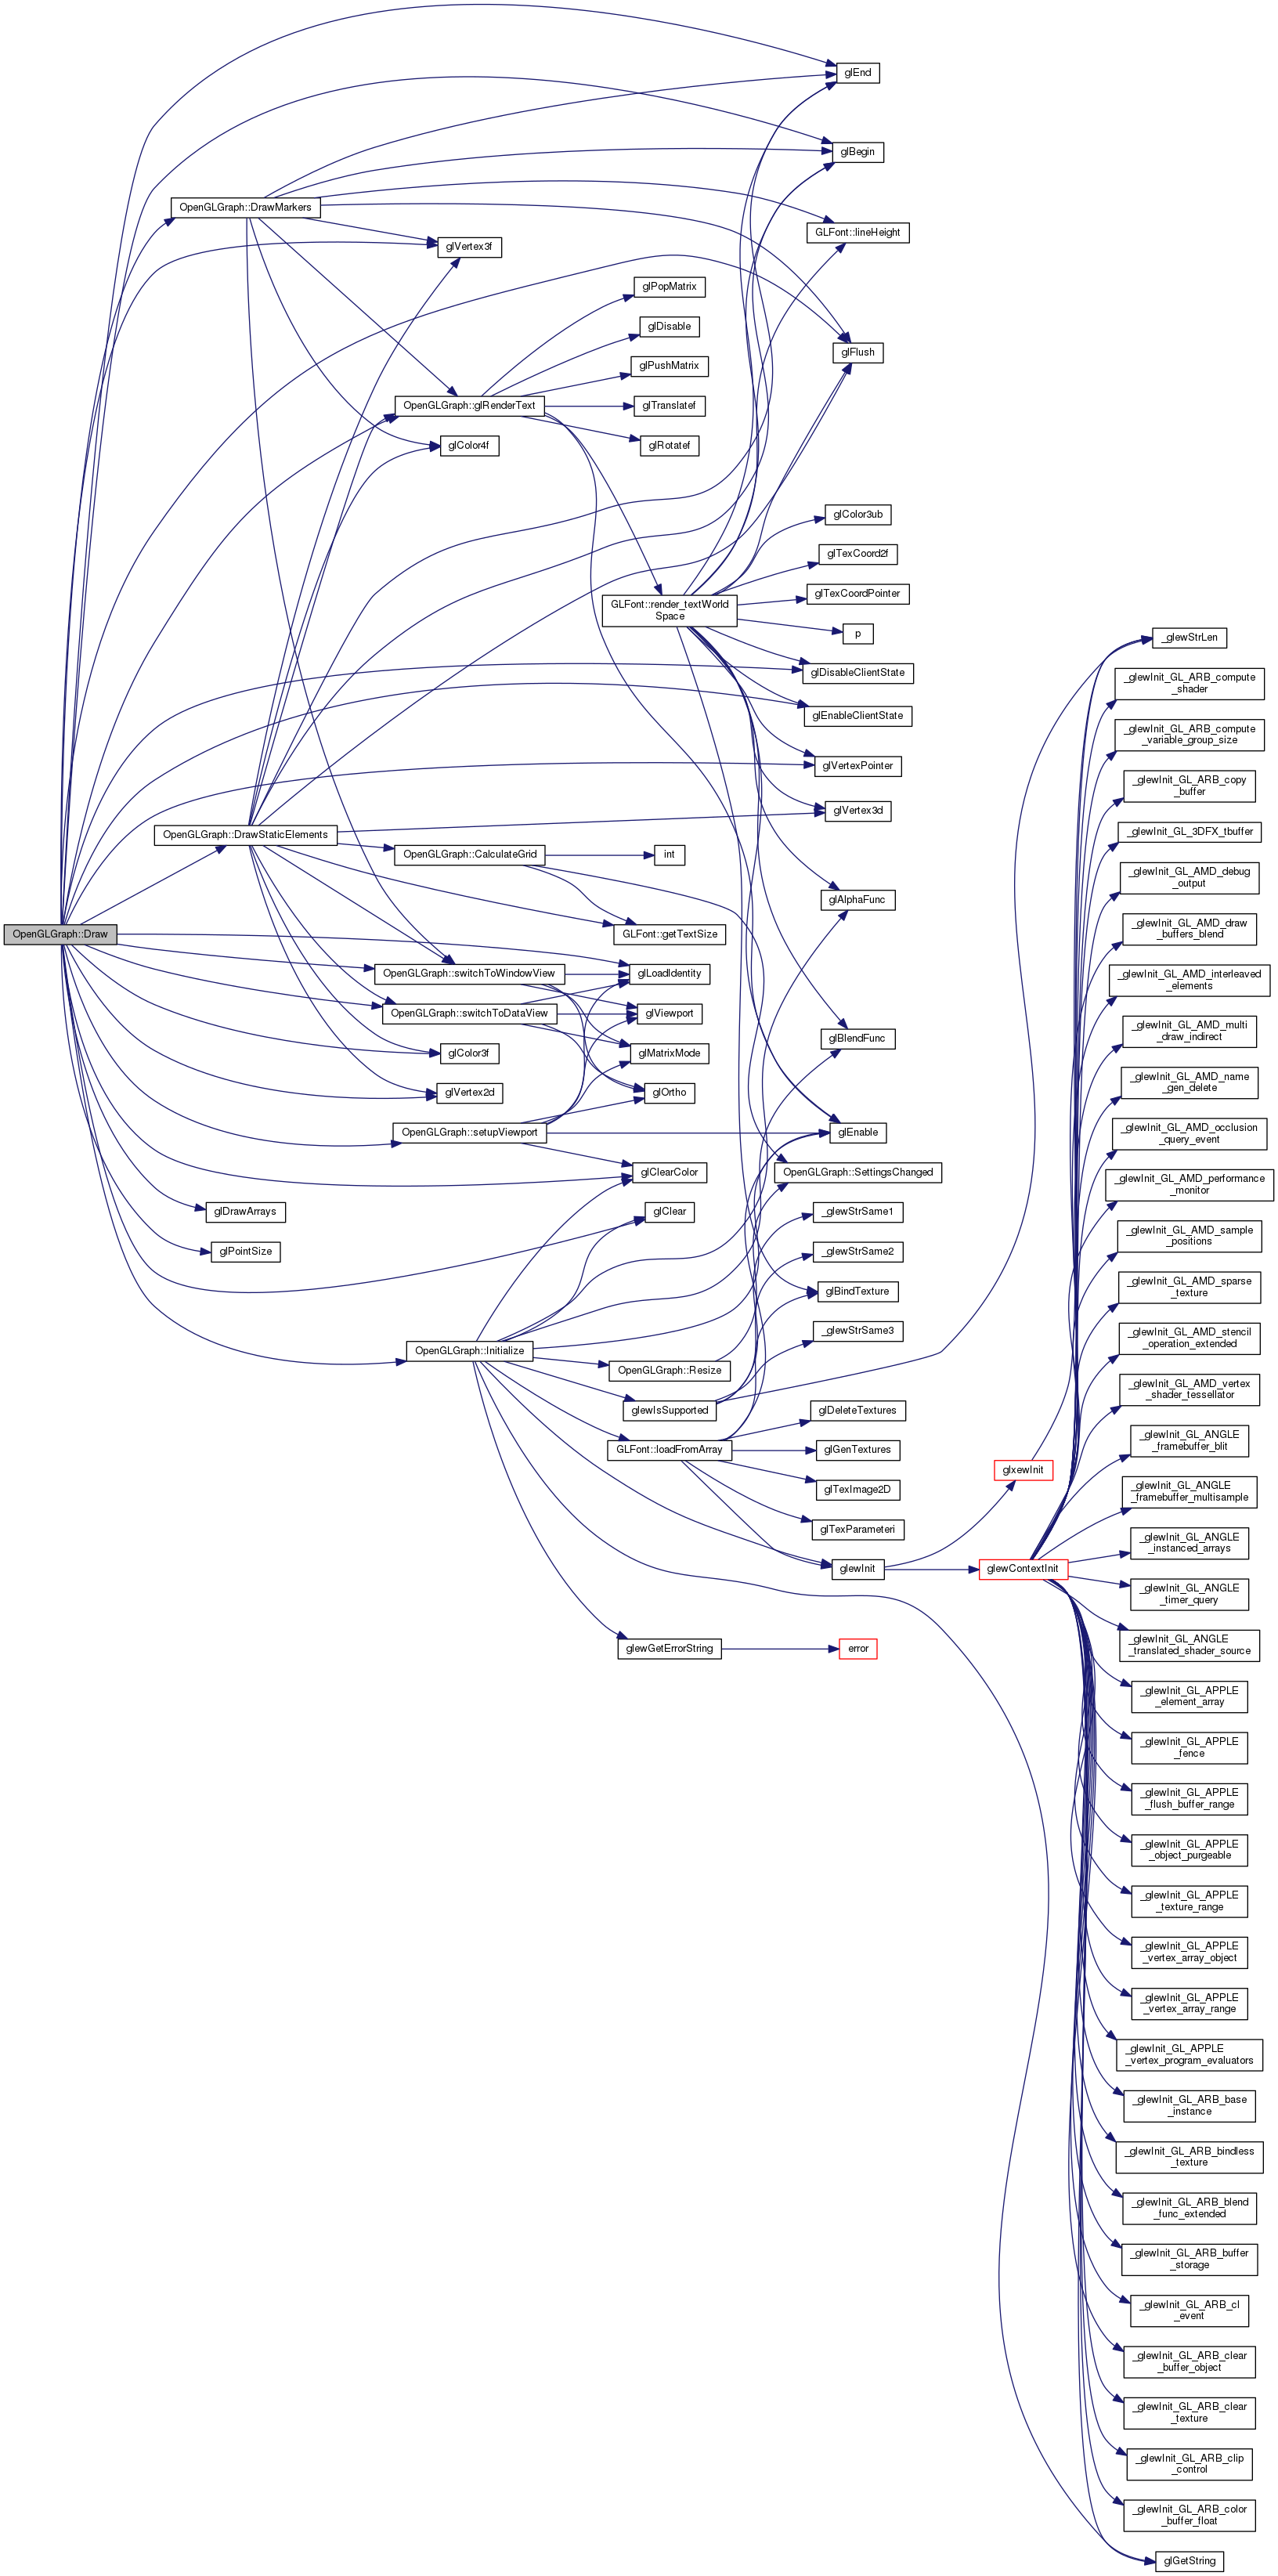 glEnd
glBegin
OpenGLGraph::DrawMarkers
GLFont::lineHeight
glVertex3f
glPopMatrix
glDisable
glFlush
glPushMatrix
OpenGLGraph::glRenderText
glTranslatef
glColor4f
glRotatef
glColor3ub
glTexCoord2f
glTexCoordPointer
GLFont::render_textWorld
Space
p
_glewStrLen
glDisableClientState
_glewInit_GL_ARB_compute
_shader
glEnableClientState
_glewInit_GL_ARB_compute
_variable_group_size
glVertexPointer
_glewInit_GL_ARB_copy
_buffer
glVertex3d
OpenGLGraph::DrawStaticElements
_glewInit_GL_3DFX_tbuffer
OpenGLGraph::CalculateGrid
int
_glewInit_GL_AMD_debug
_output
glAlphaFunc
OpenGLGraph::Draw
GLFont::getTextSize
_glewInit_GL_AMD_draw
_buffers_blend
OpenGLGraph::switchToWindowView
glLoadIdentity
_glewInit_GL_AMD_interleaved
_elements
OpenGLGraph::switchToDataView
glViewport
_glewInit_GL_AMD_multi
_draw_indirect
glBlendFunc
glColor3f
glMatrixMode
_glewInit_GL_AMD_name
_gen_delete
glVertex2d
glOrtho
OpenGLGraph::setupViewport
glEnable
_glewInit_GL_AMD_occlusion
_query_event
glClearColor
OpenGLGraph::SettingsChanged
_glewInit_GL_AMD_performance
_monitor
glDrawArrays
glClear
_glewStrSame1
_glewInit_GL_AMD_sample
_positions
glPointSize
_glewStrSame2
_glewInit_GL_AMD_sparse
_texture
glBindTexture
_glewStrSame3
_glewInit_GL_AMD_stencil
_operation_extended
OpenGLGraph::Initialize
OpenGLGraph::Resize
_glewInit_GL_AMD_vertex
_shader_tessellator
glewIsSupported
glDeleteTextures
_glewInit_GL_ANGLE
_framebuffer_blit
GLFont::loadFromArray
glGenTextures
glxewInit
glTexImage2D
_glewInit_GL_ANGLE
_framebuffer_multisample
glTexParameteri
_glewInit_GL_ANGLE
_instanced_arrays
glewInit
glewContextInit
_glewInit_GL_ANGLE
_timer_query
glewGetErrorString
error
_glewInit_GL_ANGLE
_translated_shader_source
_glewInit_GL_APPLE
_element_array
_glewInit_GL_APPLE
_fence
_glewInit_GL_APPLE
_flush_buffer_range
_glewInit_GL_APPLE
_object_purgeable
_glewInit_GL_APPLE
_texture_range
_glewInit_GL_APPLE
_vertex_array_object
_glewInit_GL_APPLE
_vertex_array_range
_glewInit_GL_APPLE
_vertex_program_evaluators
_glewInit_GL_ARB_base
_instance
_glewInit_GL_ARB_bindless
_texture
_glewInit_GL_ARB_blend
_func_extended
_glewInit_GL_ARB_buffer
_storage
_glewInit_GL_ARB_cl
_event
_glewInit_GL_ARB_clear
_buffer_object
_glewInit_GL_ARB_clear
_texture
_glewInit_GL_ARB_clip
_control
_glewInit_GL_ARB_color
_buffer_float
glGetString